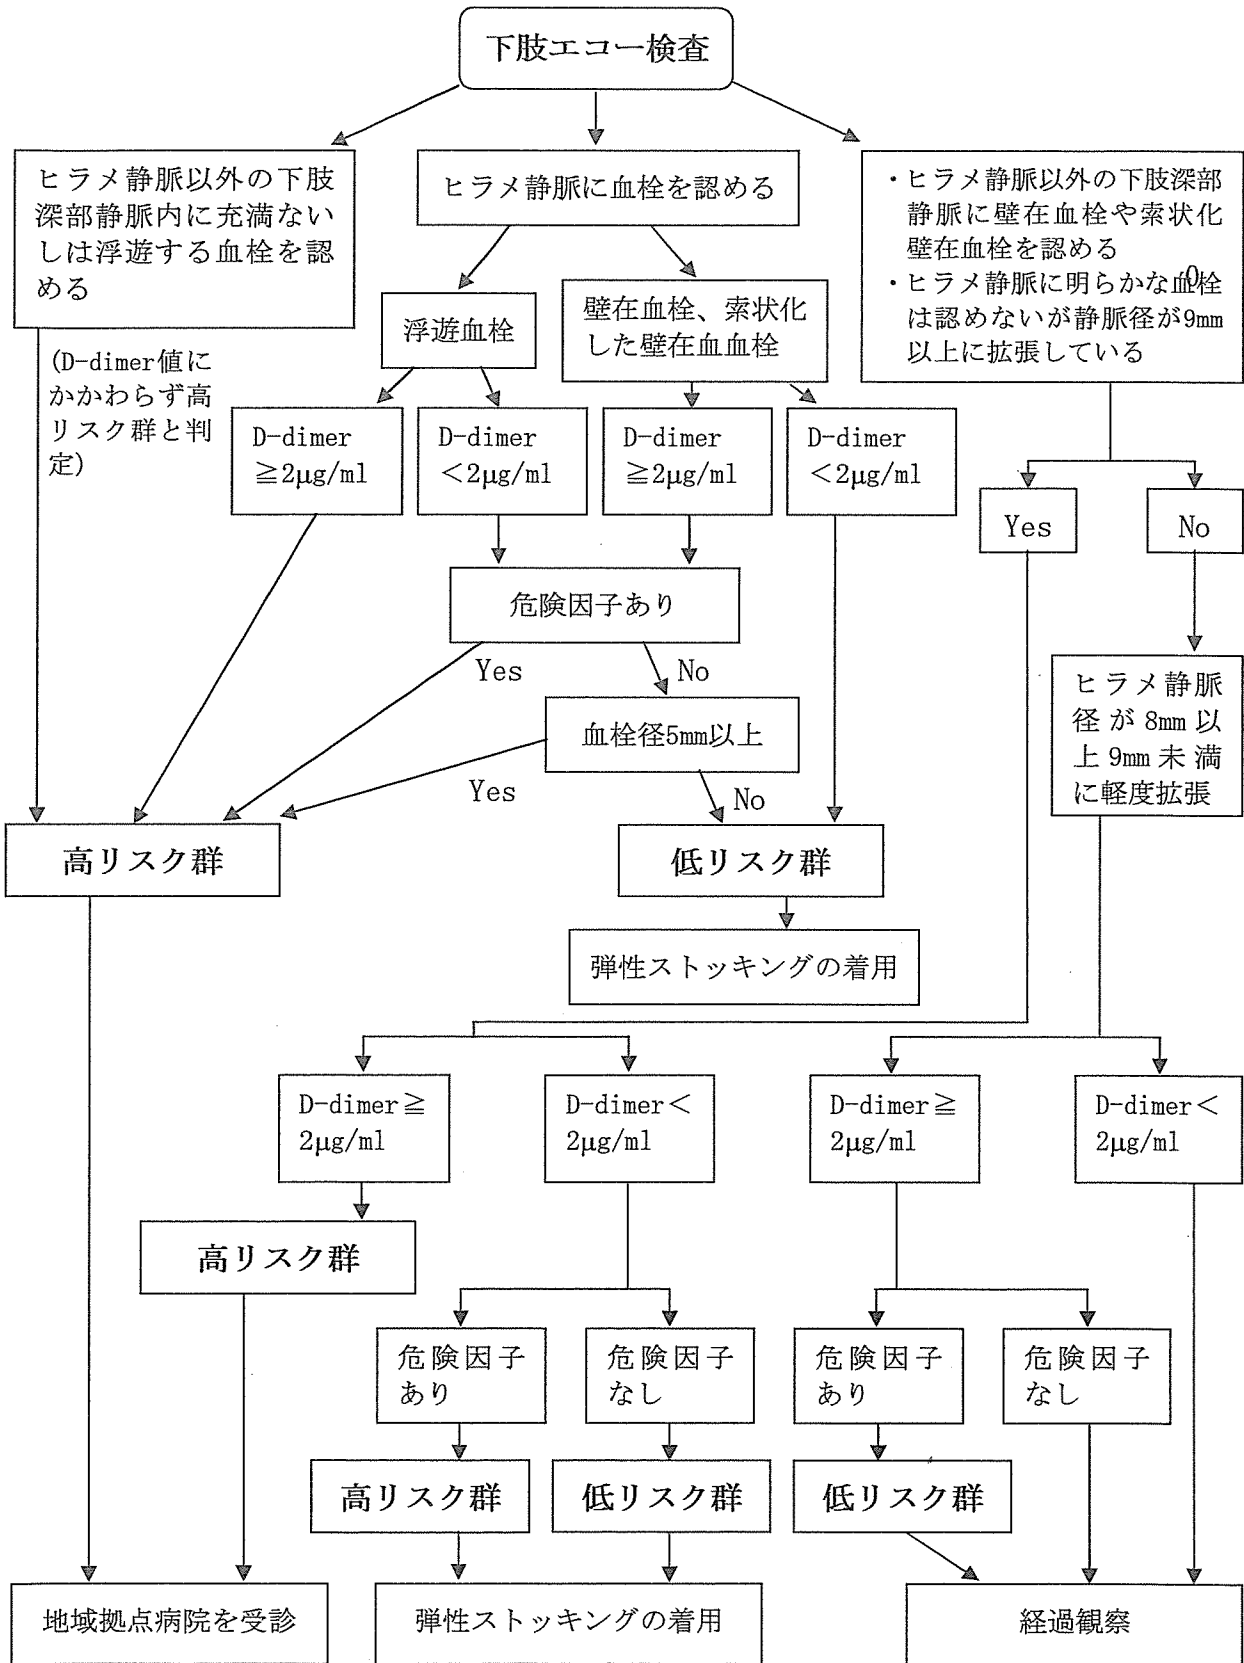 下肢エコー検査
ヒラメ静脈以外の下肢
深部静脈内に充満ない
しは浮遊する血栓を認
める
ヒラメ静脈に血栓を認める
・ヒラメ静脈以外の下肢深部
静脈に壁在血栓や索状化
壁在血栓を認める
・ヒラメ静脈に明らかな血栓
は認めないが静脈径が9mm
以上に拡張している
0
浮遊血栓
壁在血栓、索状化
した壁在血血栓
(D-dimer値に
かかわらず高
リスク群と判
定)
D-dimer
≧2μg/ml
D-dimer
<2μg/ml
D-dimer
≧2μg/ml
D-dimer
<2μg/ml
Yes
No
危険因子あり
Yes
No
血栓径5mm以上
ヒラメ静脈
径が8mm以
上9mm未満
に軽度拡張
Yes
No
高リスク群
低リスク群
弾性ストッキングの着用
D-dimer≧
2μg/ml
D-dimer<
2μg/ml
D-dimer≧
2μg/ml
D-dimer<
2μg/ml
高リスク群
危険因子
あり
危険因子
なし
危険因子
あり
危険因子
なし
高リスク群
低リスク群
低リスク群
地域拠点病院を受診
弾性ストッキングの着用
経過観察